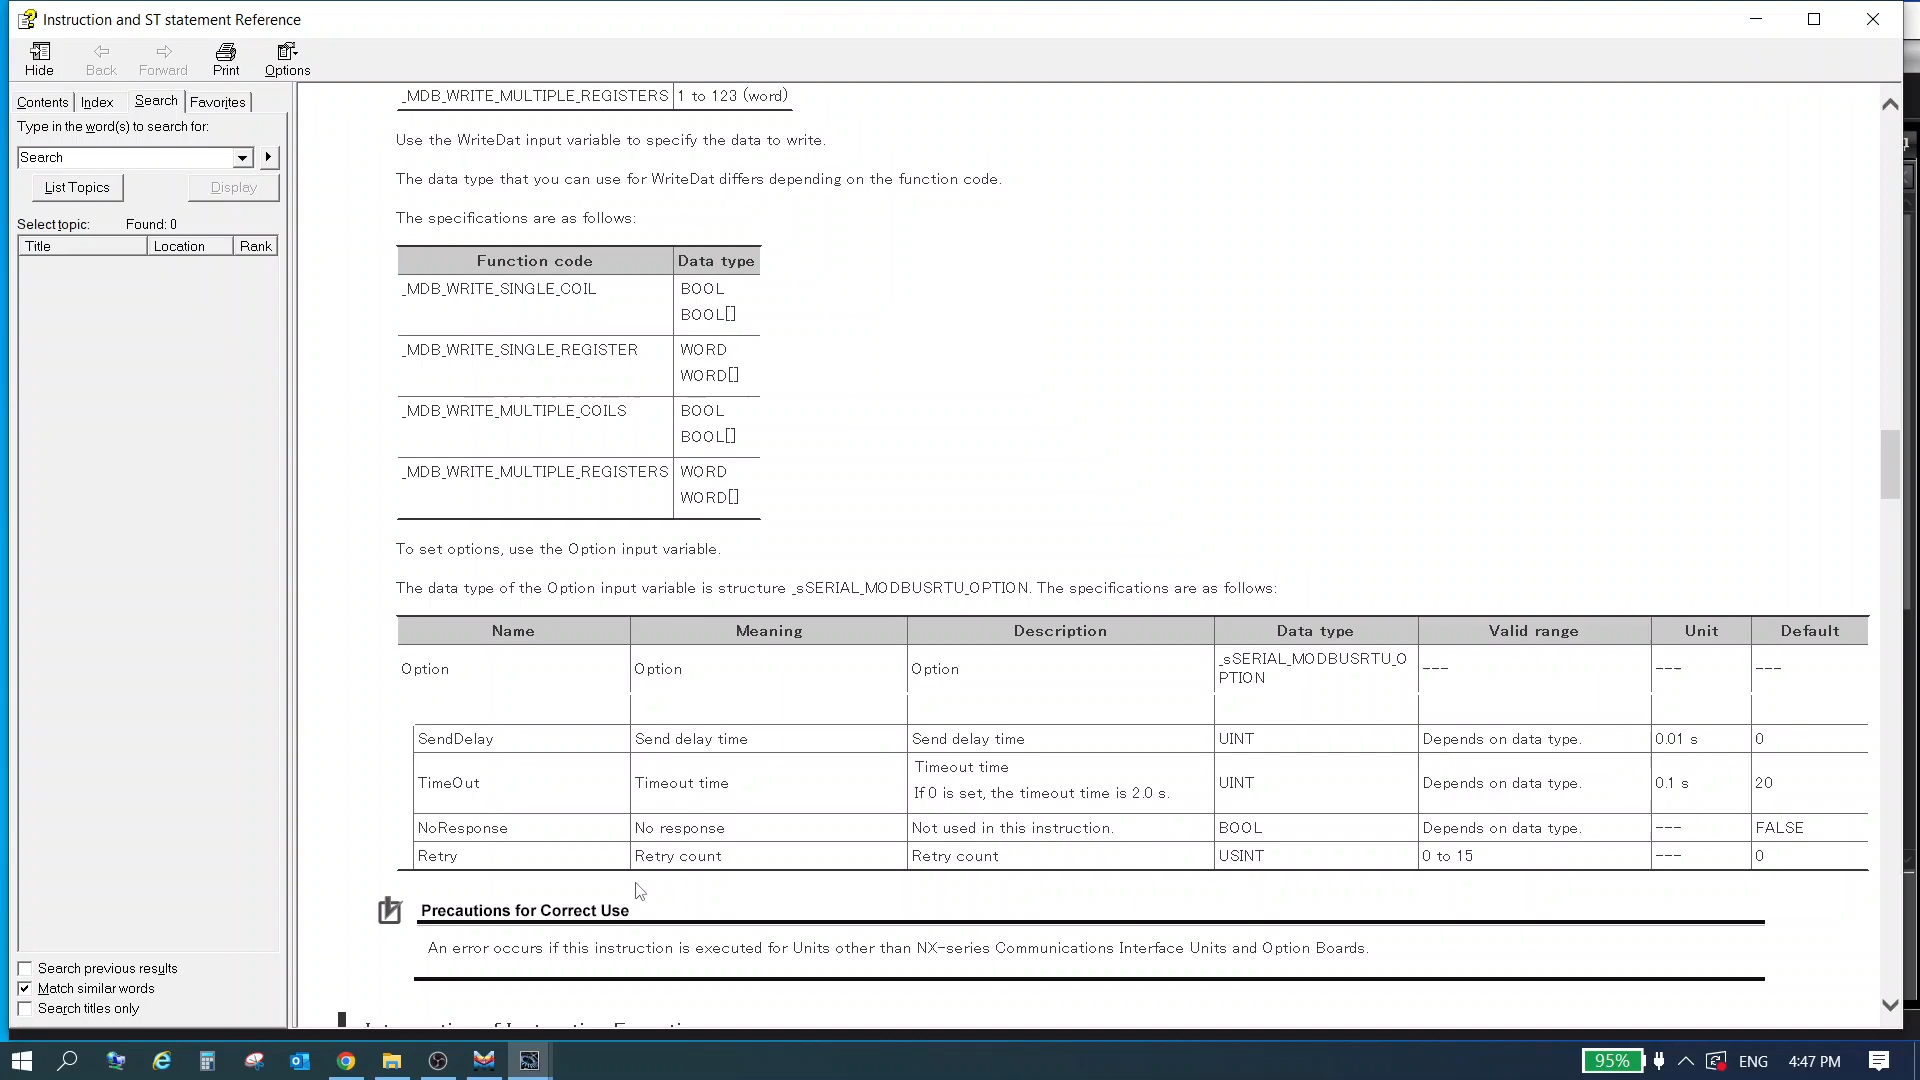 Instruction and ST statement Reference
Hide Back Forward Print Options
Contents Index Search Favorites
Type in the word(s) to search for:
Search
List Topics Display
Select topic: Found: 0
Title Location Rank
Search previous results
Match similar words
Search titles only
_MDB_WRITE_MULTIPLE_REGISTERS 1 to 123 (word)
Use the WriteDat input variable to specify the data to write.
The data type that you can use for WriteDat differs depending on the function code.
The specifications are as follows:
Function code Data type
_MDB_WRITE_SINGLE_COIL BOOL
BOOL[]
_MDB_WRITE_SINGLE_REGISTER WORD
WORD[]
_MDB_WRITE_MULTIPLE_COILS BOOL
BOOL[]
_MDB_WRITE_MULTIPLE_REGISTERS WORD
WORD[]
To set options, use the Option input variable.
The data type of the Option input variable is structure _sSERIAL_MODBUSRTU_OPTION. The specifications are as follows:
Name Meaning Description Data type Valid range Unit Default
Option Option Option _sSERIAL_MODBUSRTU_O --- --- ---
PTION
SendDelay Send delay time Send delay time UINT Depends on data type. 0.01 s 0
TimeOut Timeout time Timeout time UINT Depends on data type. 0.1 s 20
If 0 is set, the timeout time is 2.0 s.
NoResponse No response Not used in this instruction. BOOL Depends on data type. --- FALSE
Retry Retry count Retry count USINT 0 to 15 --- 0
Precautions for Correct Use
An error occurs if this instruction is executed for Units other than NX-series Communications Interface Units and Option Boards.
95% ENG 4:47 PM